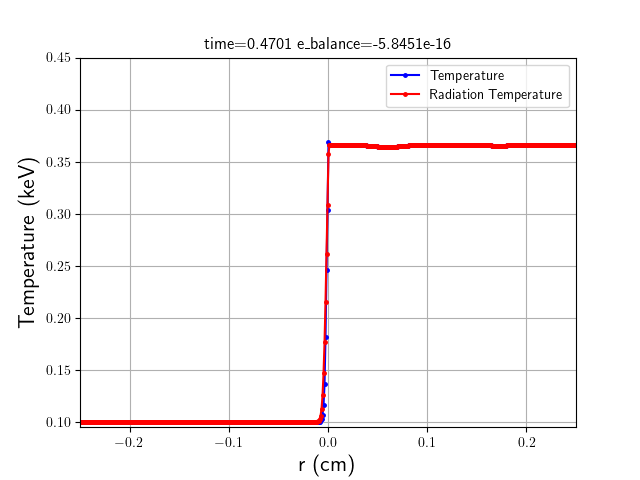 time=0.4701 e_balance=-5.8451e-16
Temperature
Radiation Temperature
Temperature (keV)
0.45
0.40
0.35
0.30
0.25
0.20
0.15
0.10
−0.2 −0.1 0.0 0.1 0.2
r (cm)